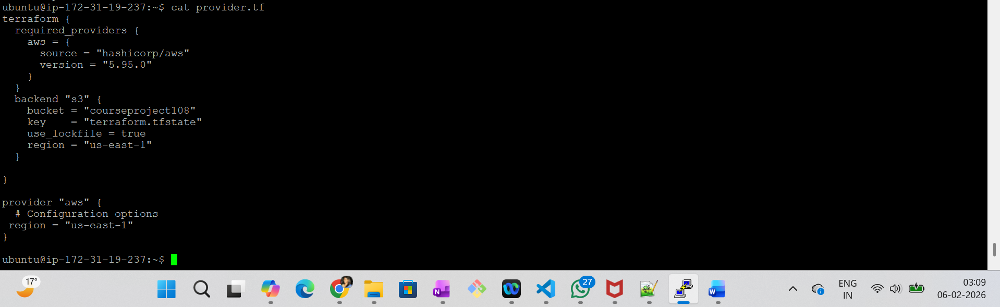 ubuntu@ip-172-31-19-237:~$ cat provider.tf
terraform {
  required_providers {
    aws = {
      source = "hashicorp/aws"
      version = "5.95.0"
    }
  }
  backend "s3" {
    bucket = "courseproject108"
    key    = "terraform.tfstate"
    use_lockfile = true
    region = "us-east-1"
  }
}
provider "aws" {
  # Configuration options
 region = "us-east-1"
}
ubuntu@ip-172-31-19-237:~$
17°
N
27
W
ENG
IN
03:09
06-02-2026